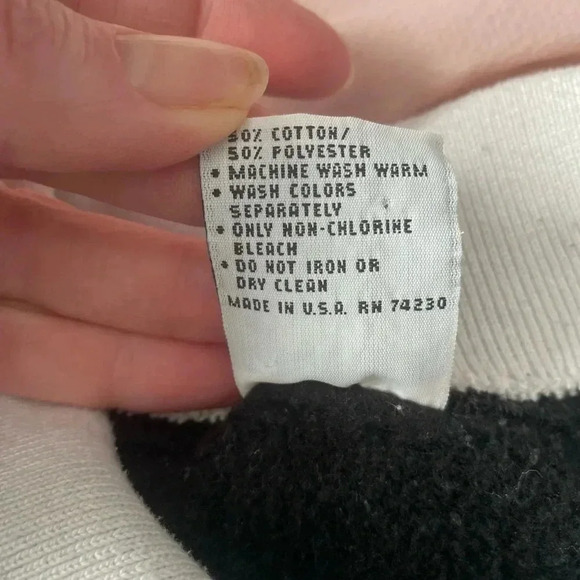 50% COTTON/
50% POLYESTER
• MACHINE WASH WARM
• WASH COLORS
SEPARATELY
• ONLY NON-CHLORINE
BLEACH
• DO NOT IRON OR
DRY CLEAN
MADE IN U.S.A. RN 74230